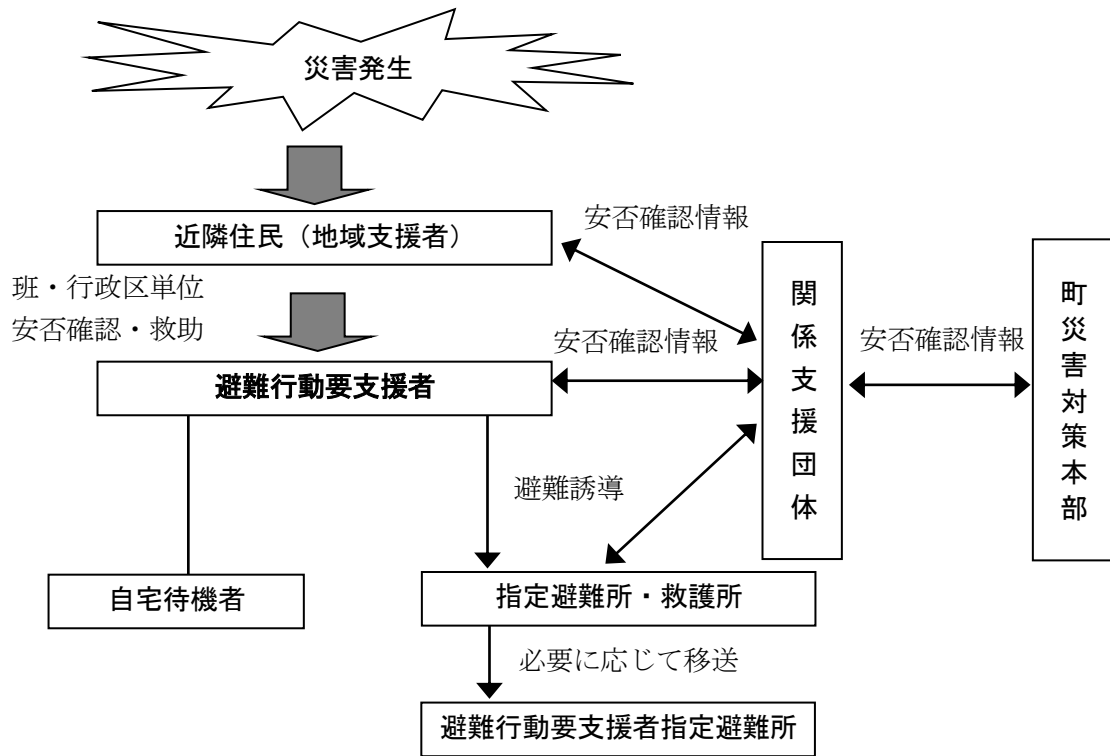 災害発生
近隣住民（地域支援者）
安否確認情報
班・行政区単位
安否確認・救助
関係支援団体
町災害対策本部
安否確認情報
安否確認情報
避難行動要支援者
避難誘導
自宅待機者
指定避難所・救護所
必要に応じて移送
避難行動要支援者指定避難所